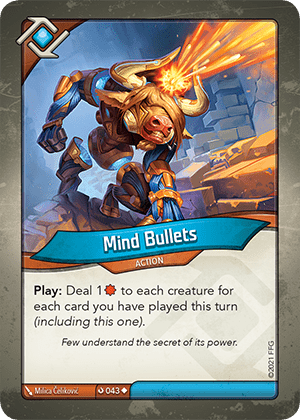 Mind Bullets
ACTION
Play: Deal 1 to each creature for
each card you have played this turn
(including this one).
Few understand the secret of its power.
Milica Čelikovic 043
©2021 FFG